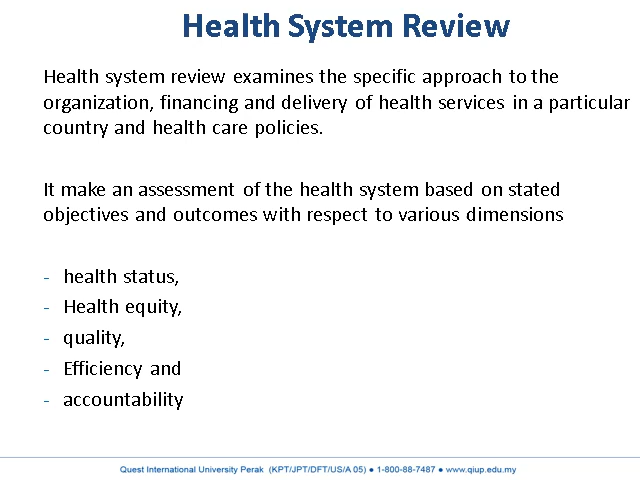 Health System Review
Health system review examines the specific approach to the
organization, financing and delivery of health services in a particular
country and health care policies.
It make an assessment of the health system based on stated
objectives and outcomes with respect to various dimensions
- health status,
- Health equity,
- quality,
- Efficiency and
- accountability
Quest International University Perak (KPT/JPT/DFT/US/A 05) ● 1-800-88-7487 ● www.qiup.edu.my